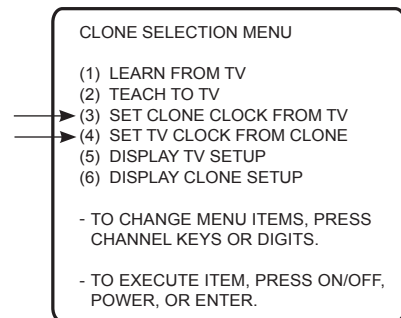 CLONE SELECTION MENU
(1) LEARN FROM TV
(2) TEACH TO TV
(3) SET CLONE CLOCK FROM TV
(4) SET TV CLOCK FROM CLONE
(5) DISPLAY TV SETUP
(6) DISPLAY CLONE SETUP
- TO CHANGE MENU ITEMS, PRESS
CHANNEL KEYS OR DIGITS.
- TO EXECUTE ITEM, PRESS ON/OFF,
POWER, OR ENTER.